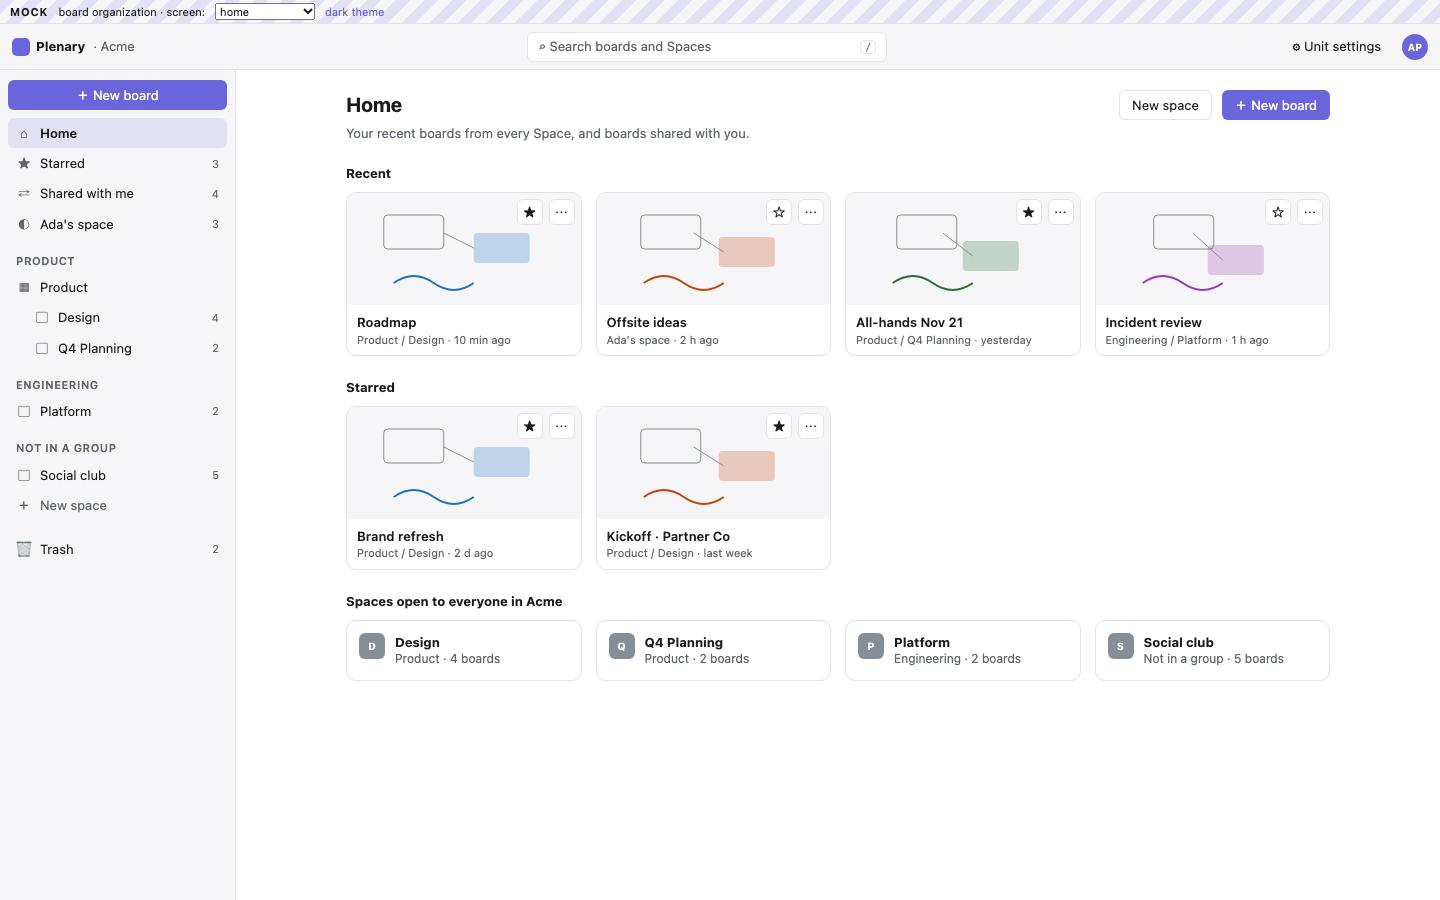 MOCK board organization · screen: home dark theme
Plenary · Acme
Search boards and Spaces /
Unit settings
AP
+ New board
Home
Starred 3
Shared with me 4
Ada's space 3
PRODUCT
Product
Design 4
Q4 Planning 2
ENGINEERING
Platform 2
NOT IN A GROUP
Social club 5
+ New space
Trash 2
Home
New space
+ New board
Your recent boards from every Space, and boards shared with you.
Recent
Roadmap
Product / Design · 10 min ago
Offsite ideas
Ada's space · 2 h ago
All-hands Nov 21
Product / Q4 Planning · yesterday
Incident review
Engineering / Platform · 1 h ago
Starred
Brand refresh
Product / Design · 2 d ago
Kickoff · Partner Co
Product / Design · last week
Spaces open to everyone in Acme
D
Design
Product · 4 boards
Q
Q4 Planning
Product · 2 boards
P
Platform
Engineering · 2 boards
S
Social club
Not in a group · 5 boards